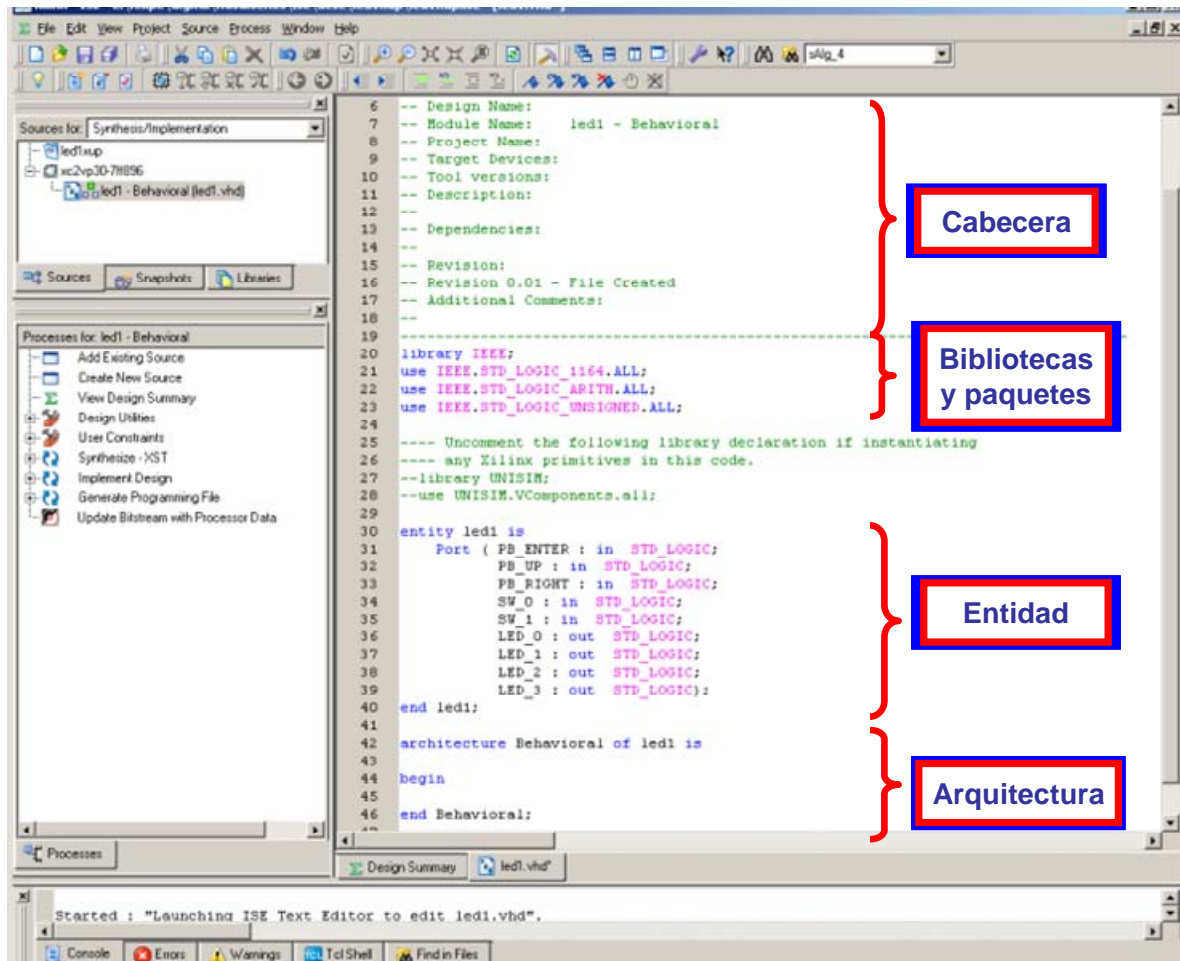 File Edit View Project Source Process Window Help
sAlg_4
Sources for: Synthesis/Implementation
led1xup
xc2vp30-7ff896
led1 - Behavioral (led1.vhd)
Sources Snapshots Libraries
Processes for: led1 - Behavioral
Add Existing Source
Create New Source
View Design Summary
Design Utilities
User Constraints
Synthesize - XST
Implement Design
Generate Programming File
Update Bitstream with Processor Data
Processes
6 -- Design Name:
7 -- Module Name: led1 - Behavioral
8 -- Project Name:
9 -- Target Devices:
10 -- Tool versions:
11 -- Description:
12 --
13 -- Dependencies:
14 --
15 -- Revision:
16 -- Revision 0.01 - File Created
17 -- Additional Comments:
18 --
19 ----------------------------------------------------------------------------------
20 library IEEE;
21 use IEEE.STD_LOGIC_1164.ALL;
22 use IEEE.STD_LOGIC_ARITH.ALL;
23 use IEEE.STD_LOGIC_UNSIGNED.ALL;
24
25 ---- Uncomment the following library declaration if instantiating
26 ---- any Xilinx primitives in this code.
27 --library UNISIM;
28 --use UNISIM.VComponents.all;
29
30 entity led1 is
31 Port ( PB_ENTER : in STD_LOGIC;
32 PB_UP : in STD_LOGIC;
33 PB_RIGHT : in STD_LOGIC;
34 SW_0 : in STD_LOGIC;
35 SW_1 : in STD_LOGIC;
36 LED_0 : out STD_LOGIC;
37 LED_1 : out STD_LOGIC;
38 LED_2 : out STD_LOGIC;
39 LED_3 : out STD_LOGIC);
40 end led1;
41
42 architecture Behavioral of led1 is
43
44 begin
45
46 end Behavioral;
Cabecera
Bibliotecas
y paquetes
Entidad
Arquitectura
Design Summary led1.vhd*
Started : "Launching ISE Text Editor to edit led1.vhd".
Console Errors Warnings Tcl Shell Find in Files